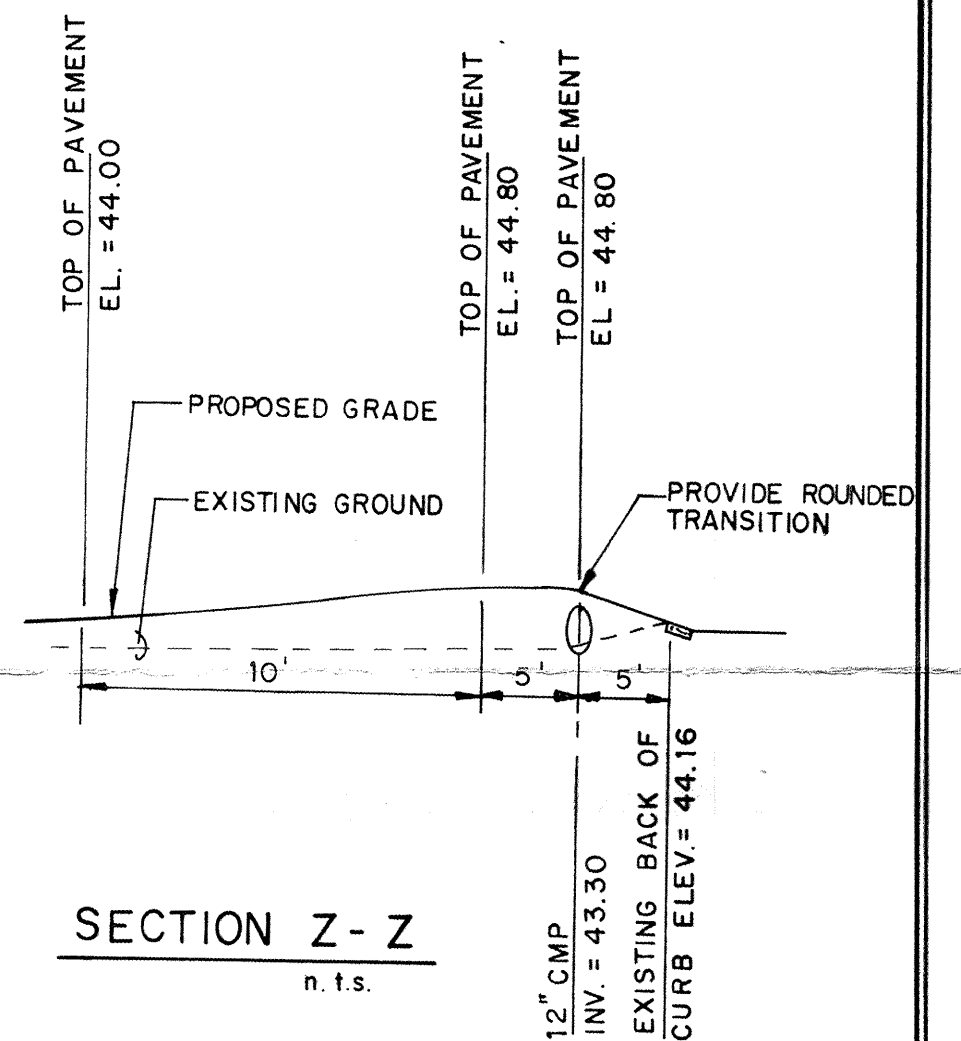 TOP OF PAVEMENT
EL. = 44.00
TOP OF PAVEMENT
EL. = 44.80
TOP OF PAVEMENT
EL = 44.80
PROPOSED GRADE
EXISTING GROUND
PROVIDE ROUNDED
TRANSITION
10'
5'
5'
12" CMP
INV. = 43.30
EXISTING BACK OF
CURB ELEV. = 44.16
SECTION Z-Z
n.t.s.